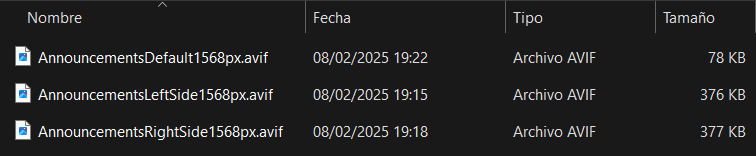 Nombre Fecha Tipo Tamaño
AnnouncementsDefault1568px.avif 08/02/2025 19:22 Archivo AVIF 78 KB
AnnouncementsLeftSide1568px.avif 08/02/2025 19:15 Archivo AVIF 376 KB
AnnouncementsRightSide1568px.avif 08/02/2025 19:18 Archivo AVIF 377 KB